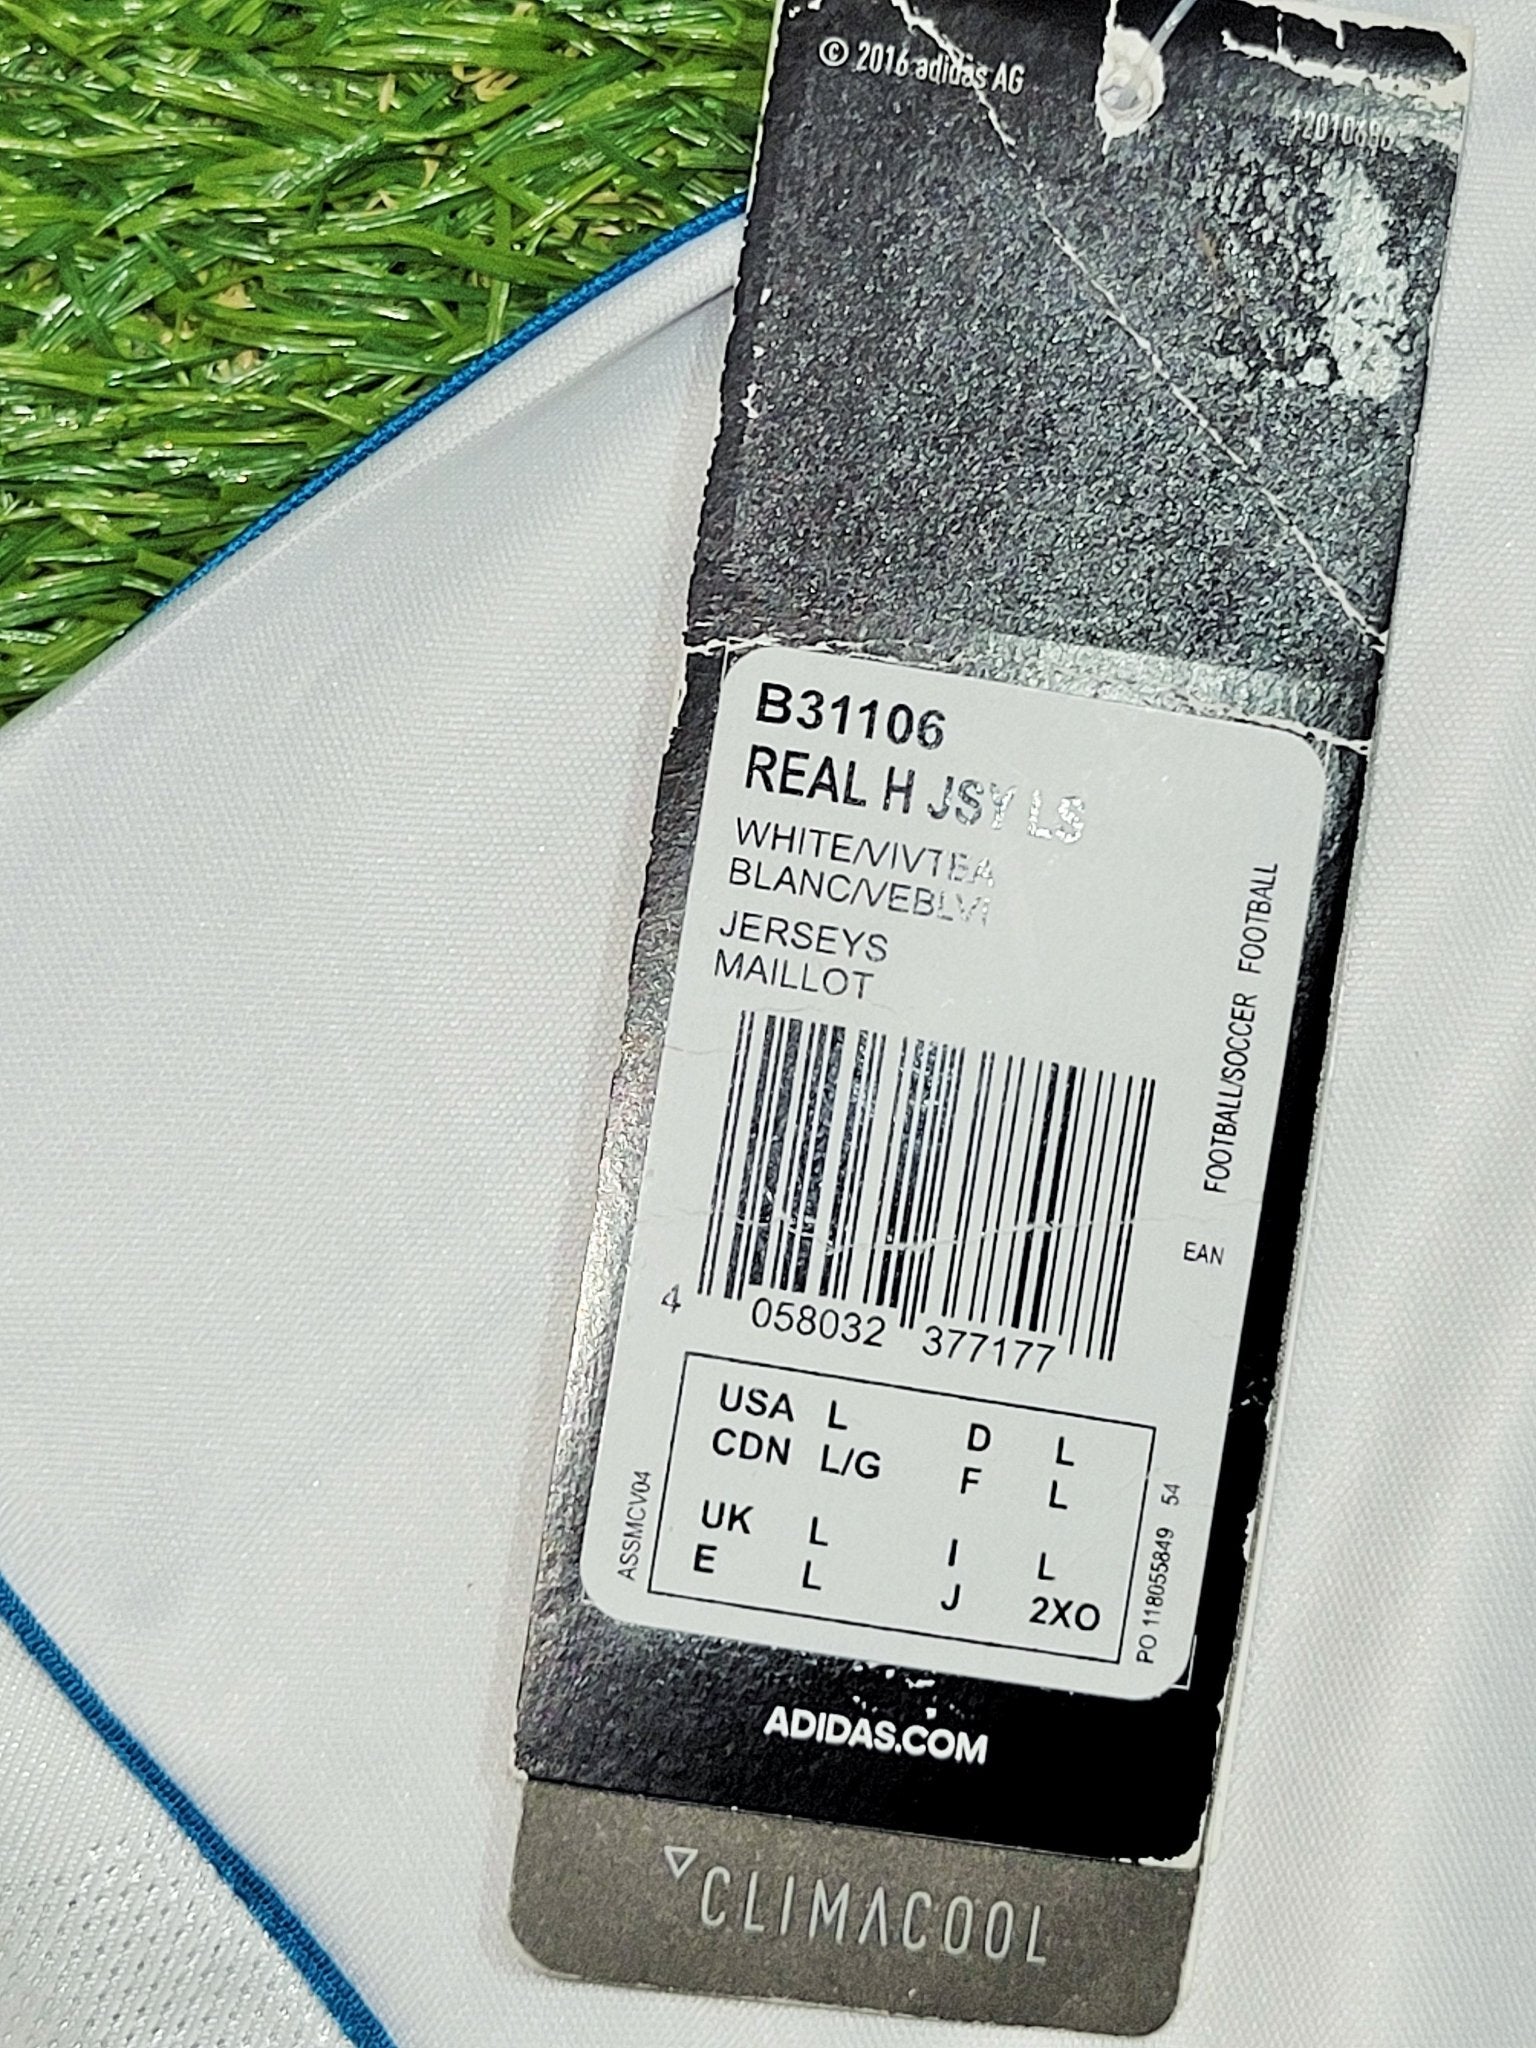 © 2016 adidas AG
B31106
REAL H JSY LS
WHITE/VIVTEA
BLANC/VEBLVI
JERSEYS
MAILLOT
FOOTBALL/SOCCER FOOTBALL
EAN
4 058032 377177
USA L D L
CDN L/G F L
UK L I L
E L J 2XO
ASSMCV04
PO 118055849 54
ADIDAS.COM
CLIMACOOL